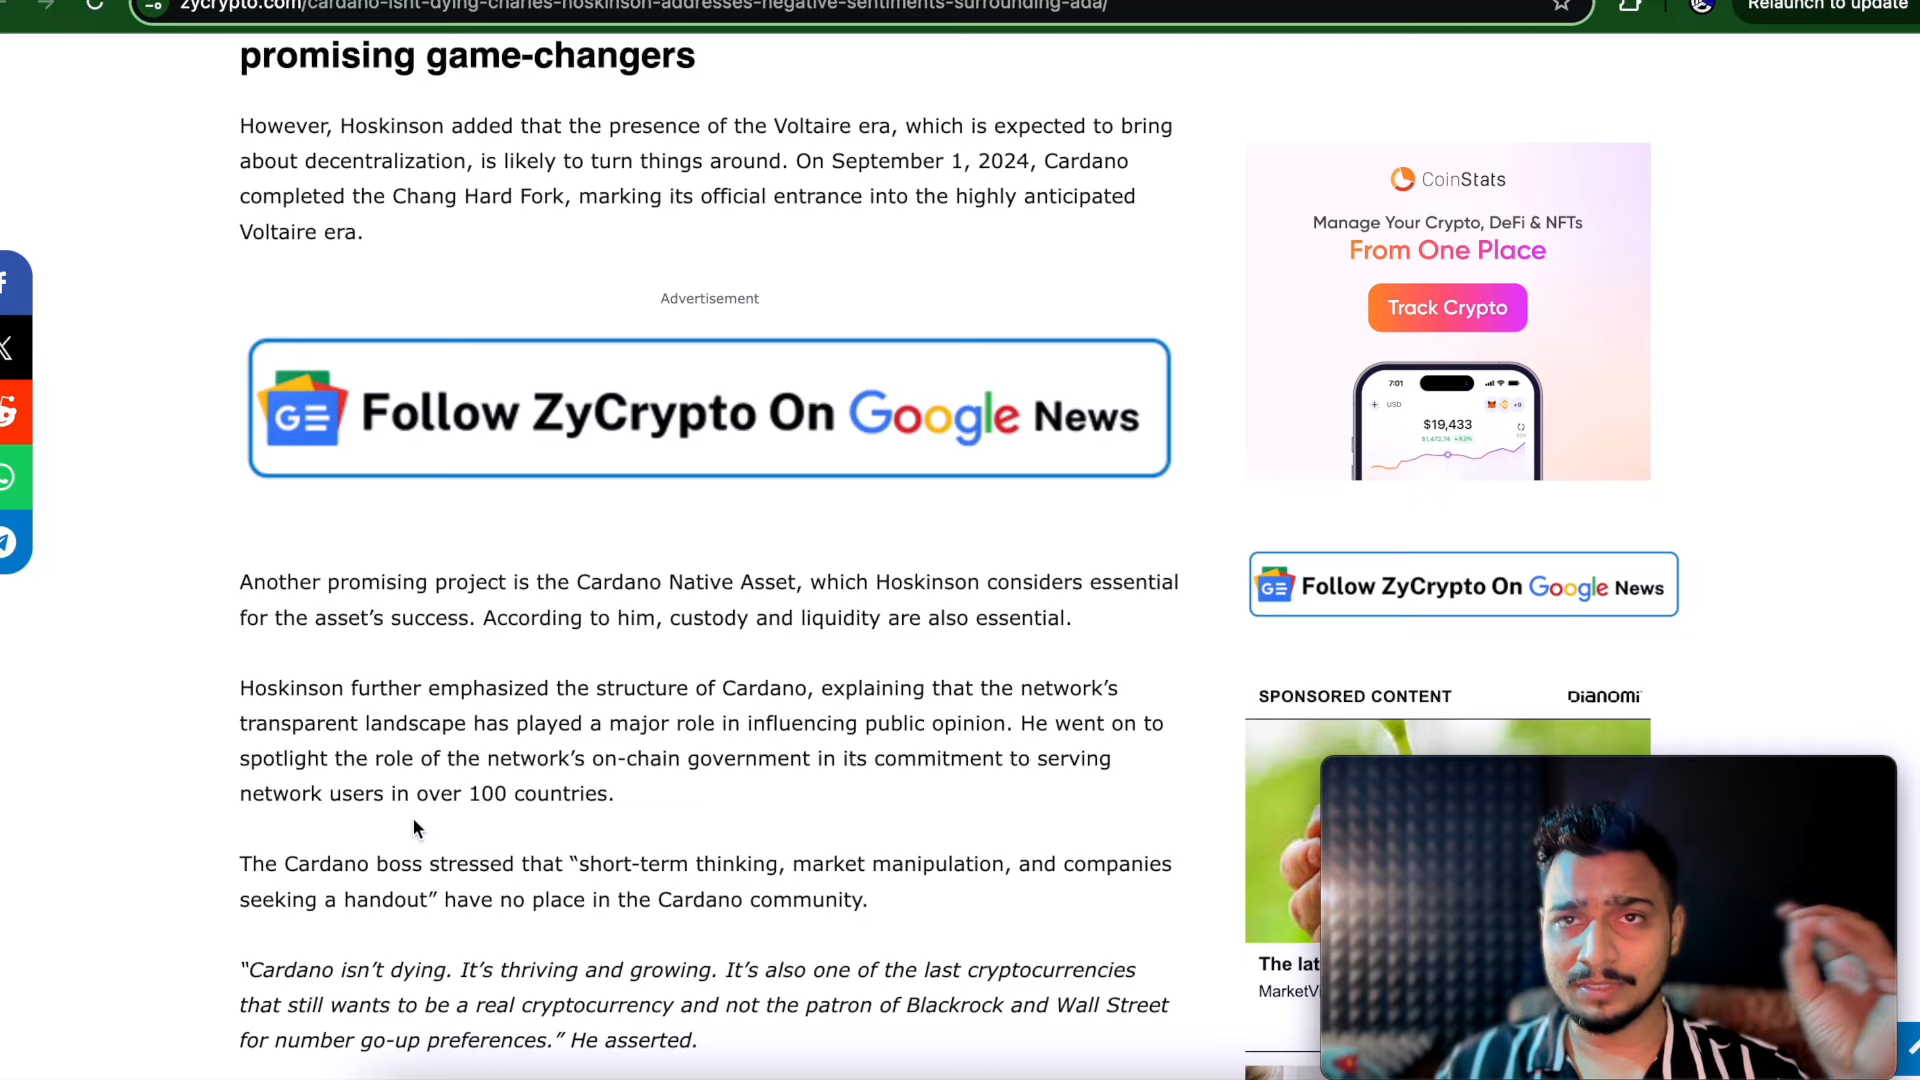 zycrypto.com/cardano-isnt-dying-charles-hoskinson-addresses-negative-sentiments-surrounding-ada/
Relaunch to update
promising game-changers
However, Hoskinson added that the presence of the Voltaire era, which is expected to bring
about decentralization, is likely to turn things around. On September 1, 2024, Cardano
completed the Chang Hard Fork, marking its official entrance into the highly anticipated
Voltaire era.
Advertisement
GE Follow ZyCrypto On Google News
Another promising project is the Cardano Native Asset, which Hoskinson considers essential
for the asset’s success. According to him, custody and liquidity are also essential.
Hoskinson further emphasized the structure of Cardano, explaining that the network’s
transparent landscape has played a major role in influencing public opinion. He went on to
spotlight the role of the network’s on-chain government in its commitment to serving
network users in over 100 countries.
The Cardano boss stressed that “short-term thinking, market manipulation, and companies
seeking a handout” have no place in the Cardano community.
“Cardano isn’t dying. It’s thriving and growing. It’s also one of the last cryptocurrencies
that still wants to be a real cryptocurrency and not the patron of Blackrock and Wall Street
for number go-up preferences.” He asserted.
CoinStats
Manage Your Crypto, DeFi & NFTs
From One Place
Track Crypto
7:01
USD
$19,433
GE Follow ZyCrypto On Google News
SPONSORED CONTENT
DIANOMI
The lat
MarketV